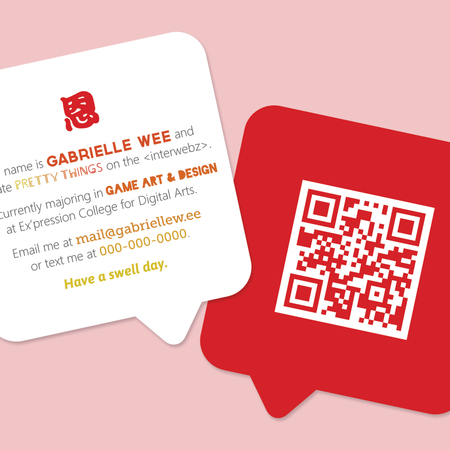 name is GABRIELLE WEE and
ate PRETTY THINGS on the <interwebz>.
currently majoring in GAME ART & DESIGN
at Ex'pression College for Digital Arts.
Email me at mail@gabriellew.ee
or text me at 000-000-0000.
Have a swell day.